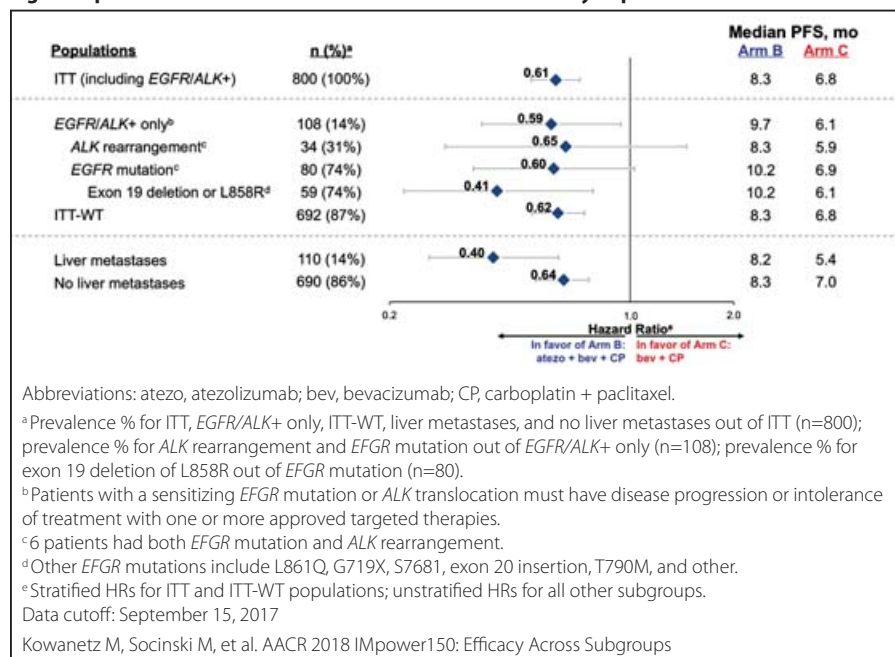 Populations n (%)ᵃ Median PFS, mo
Arm B Arm C
ITT (including EGFR/ALK+) 800 (100%) 0.61 8.3 6.8
EGFR/ALK+ onlyᵇ 108 (14%) 0.59 9.7 6.1
ALK rearrangementᶜ 34 (31%) 0.65 8.3 5.9
EGFR mutationᶜ 80 (74%) 0.60 10.2 6.9
Exon 19 deletion or L858Rᵈ 59 (74%) 0.41 10.2 6.1
ITT-WT 692 (87%) 0.62 8.3 6.8
Liver metastases 110 (14%) 0.40 8.2 5.4
No liver metastases 690 (86%) 0.64 8.3 7.0
0.2 1.0 2.0
Hazard Ratioᵉ
In favor of Arm B: In favor of Arm C:
atezo + bev + CP bev + CP
Abbreviations: atezo, atezolizumab; bev, bevacizumab; CP, carboplatin + paclitaxel.
ᵃ Prevalence % for ITT, EGFR/ALK+ only, ITT-WT, liver metastases, and no liver metastases out of ITT (n=800);
prevalence % for ALK rearrangement and EFGR mutation out of EGFR/ALK+ only (n=108); prevalence % for
exon 19 deletion of L858R out of EFGR mutation (n=80).
ᵇ Patients with a sensitizing EFGR mutation or ALK translocation must have disease progression or intolerance
of treatment with one or more approved targeted therapies.
ᶜ 6 patients had both EFGR mutation and ALK rearrangement.
ᵈ Other EFGR mutations include L861Q, G719X, S7681, exon 20 insertion, T790M, and other.
ᵉ Stratified HRs for ITT and ITT-WT populations; unstratified HRs for all other subgroups.
Data cutoff: September 15, 2017
Kowanetz M, Socinski M, et al. AACR 2018 IMpower150: Efficacy Across Subgroups